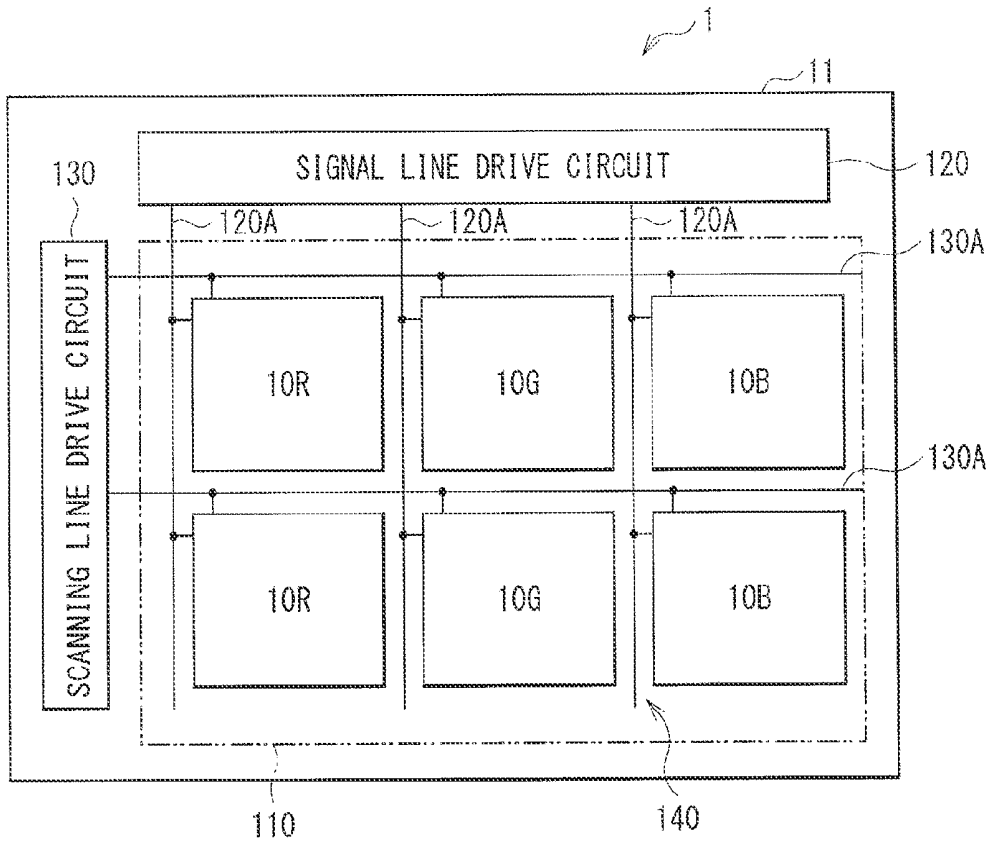 1
11
SIGNAL LINE DRIVE CIRCUIT
120
130
120A
120A
120A
130A
SCANNING LINE DRIVE CIRCUIT
10R
10G
10B
130A
10R
10G
10B
110
140